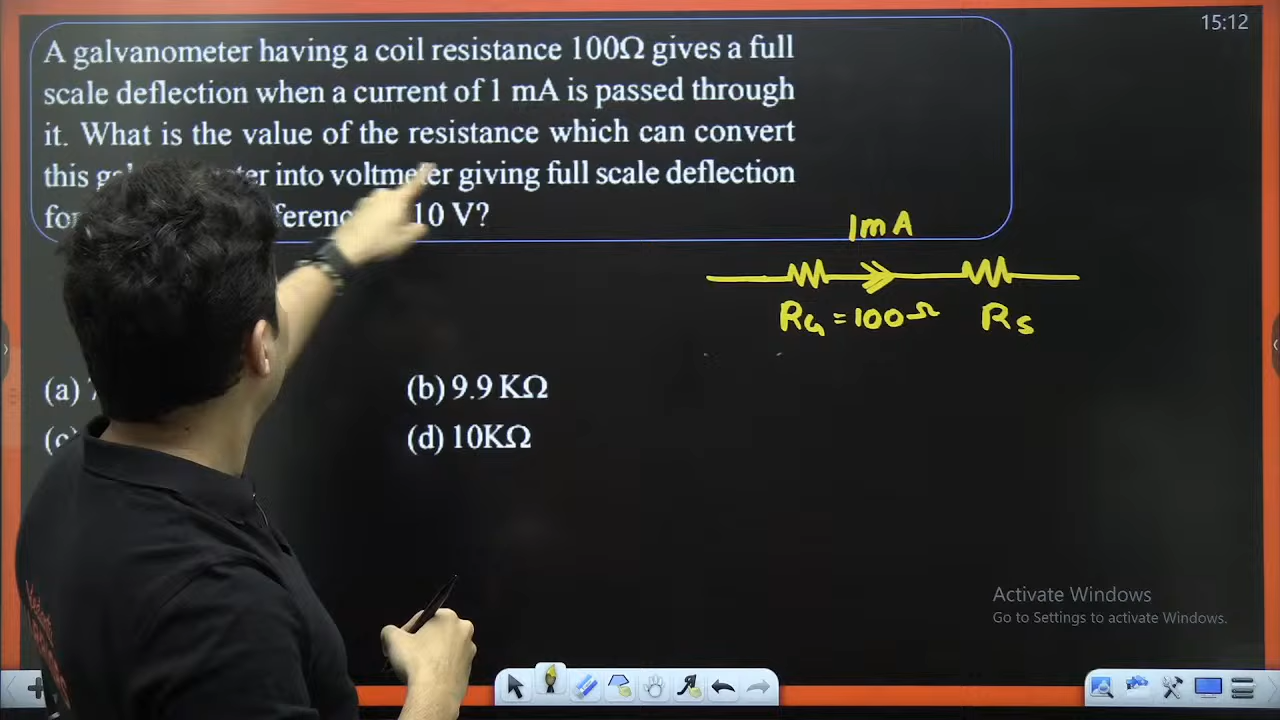 15:12
A galvanometer having a coil resistance 100Ω gives a full
scale deflection when a current of 1 mA is passed through
it. What is the value of the resistance which can convert
this into voltmeter giving full scale deflection
10 V?
1mA
R_G = 100Ω R_s
(a) (b) 9.9 KΩ
(d) 10KΩ
Activate Windows
Go to Settings to activate Windows.